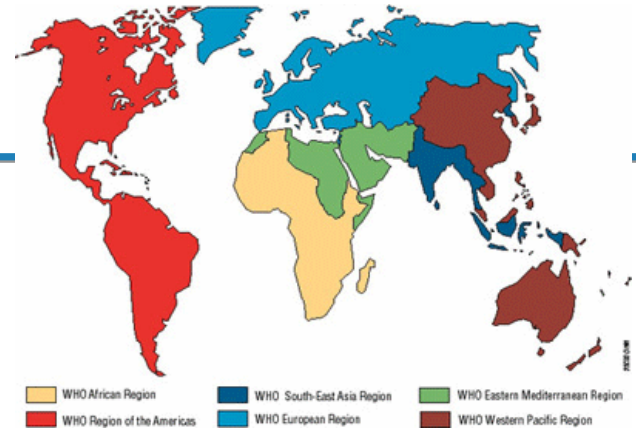 WHO African Region
WHO South-East Asia Region
WHO Eastern Mediterranean Region
WHO Region of the Americas
WHO European Region
WHO Western Pacific Region